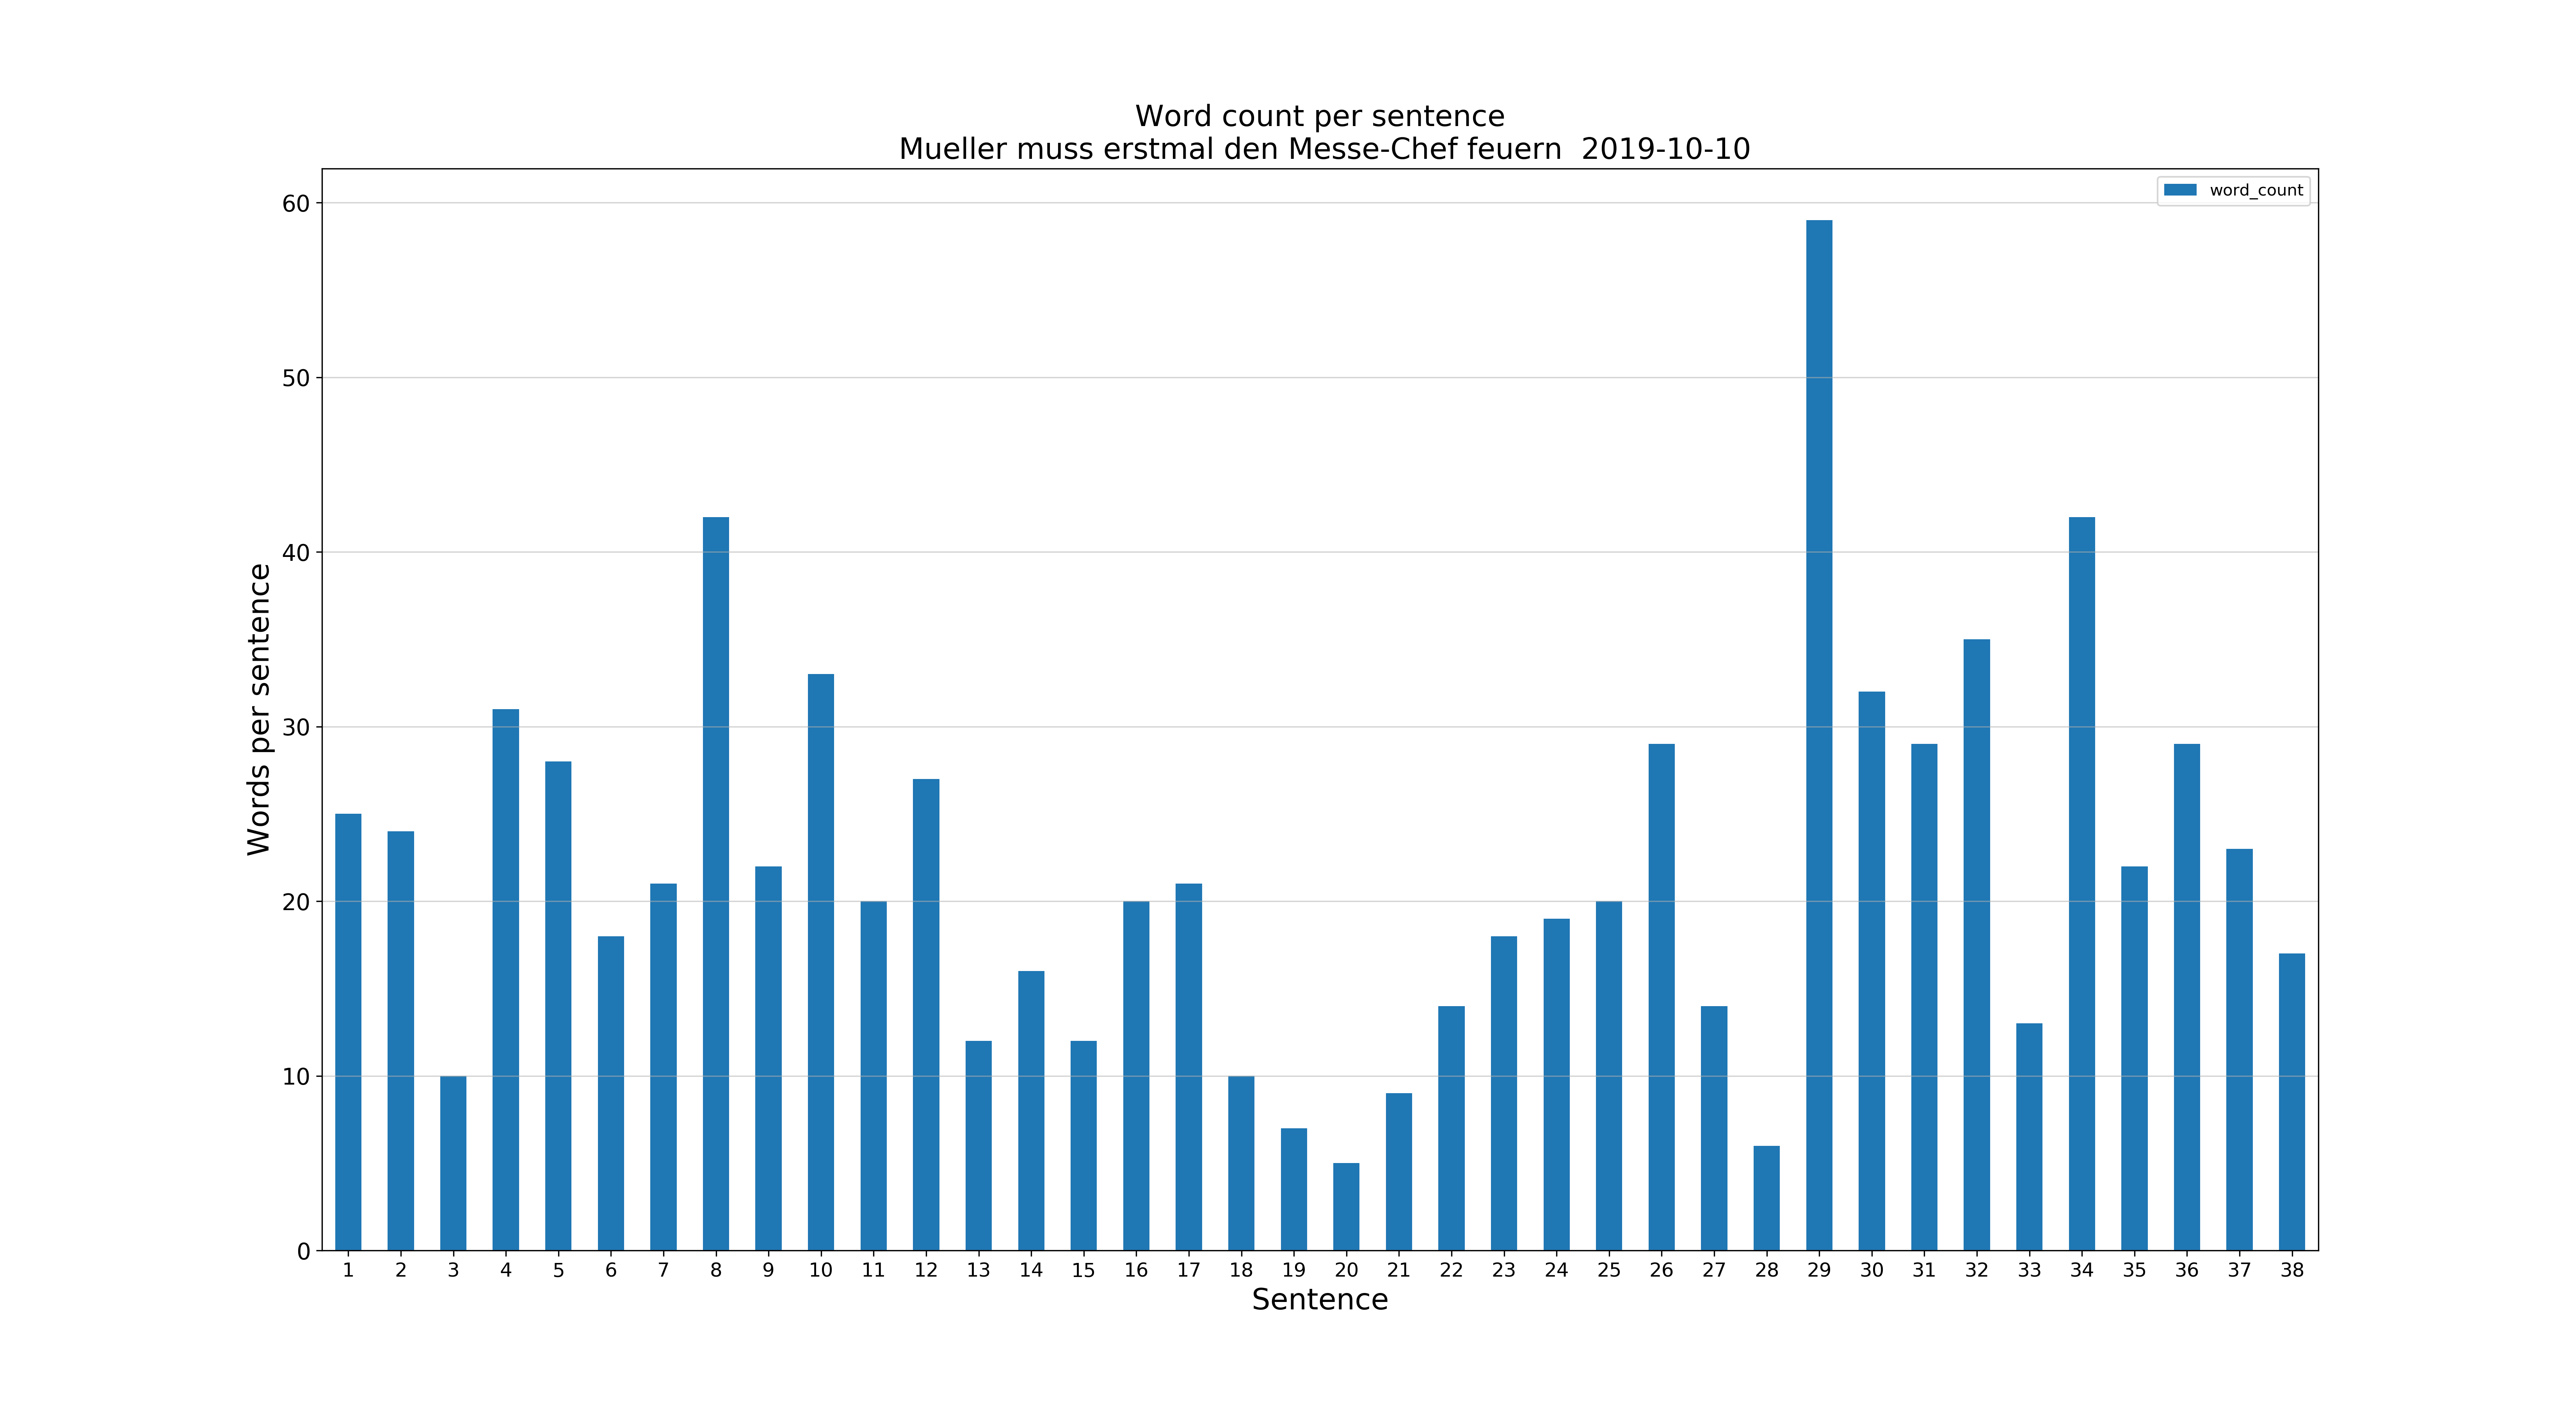 Word count per sentence
Mueller muss erstmal den Messe-Chef feuern  2019-10-10
word_count
60
50
40
30
20
10
0
Words per sentence
1 2 3 4 5 6 7 8 9 10 11 12 13 14 15 16 17 18 19 20 21 22 23 24 25 26 27 28 29 30 31 32 33 34 35 36 37 38
Sentence